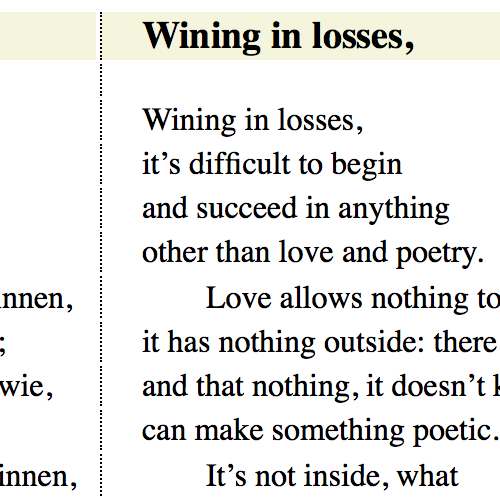 Wining in losses,
Wining in losses,
it’s difficult to begin
and succeed in anything
other than love and poetry.
Love allows nothing to
it has nothing outside: there
and that nothing, it doesn’t
can make something poetic.
It’s not inside, what
;
wie,